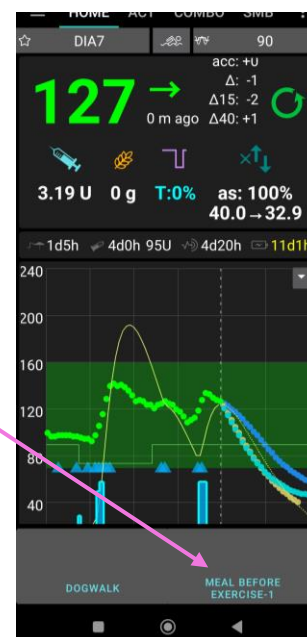 HOME ACT COMBO SMB
DIA7 90
127
acc: +0
Δ: -1
0 m ago Δ15: -2
Δ40: +1
3.19 U 0 g T:0% as: 100%
40.0→32.9
1d5h 4d0h 95U 4d20h 11d1h
240
200
160
120
80
40
DOGWALK
MEAL BEFORE
EXERCISE-1